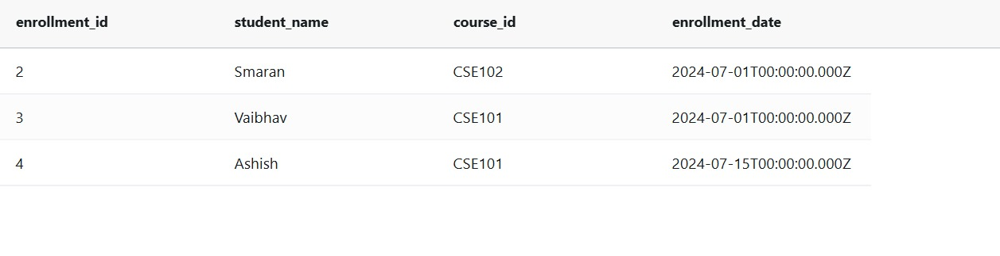 enrollment_id student_name course_id enrollment_date
2 Smaran CSE102 2024-07-01T00:00:00.000Z
3 Vaibhav CSE101 2024-07-01T00:00:00.000Z
4 Ashish CSE101 2024-07-15T00:00:00.000Z